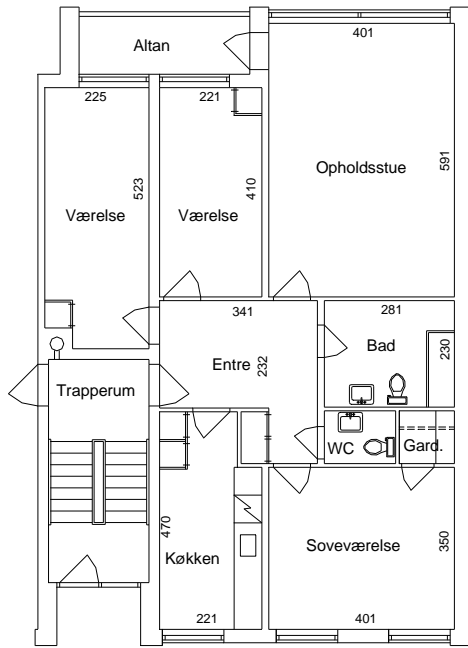 Altan
401
225
221
591
523
410
Opholdsstue
Værelse
Værelse
341
281
Bad
230
Entre
232
Trapperum
WC
Gard.
470
Køkken
Soveværelse
350
221
401